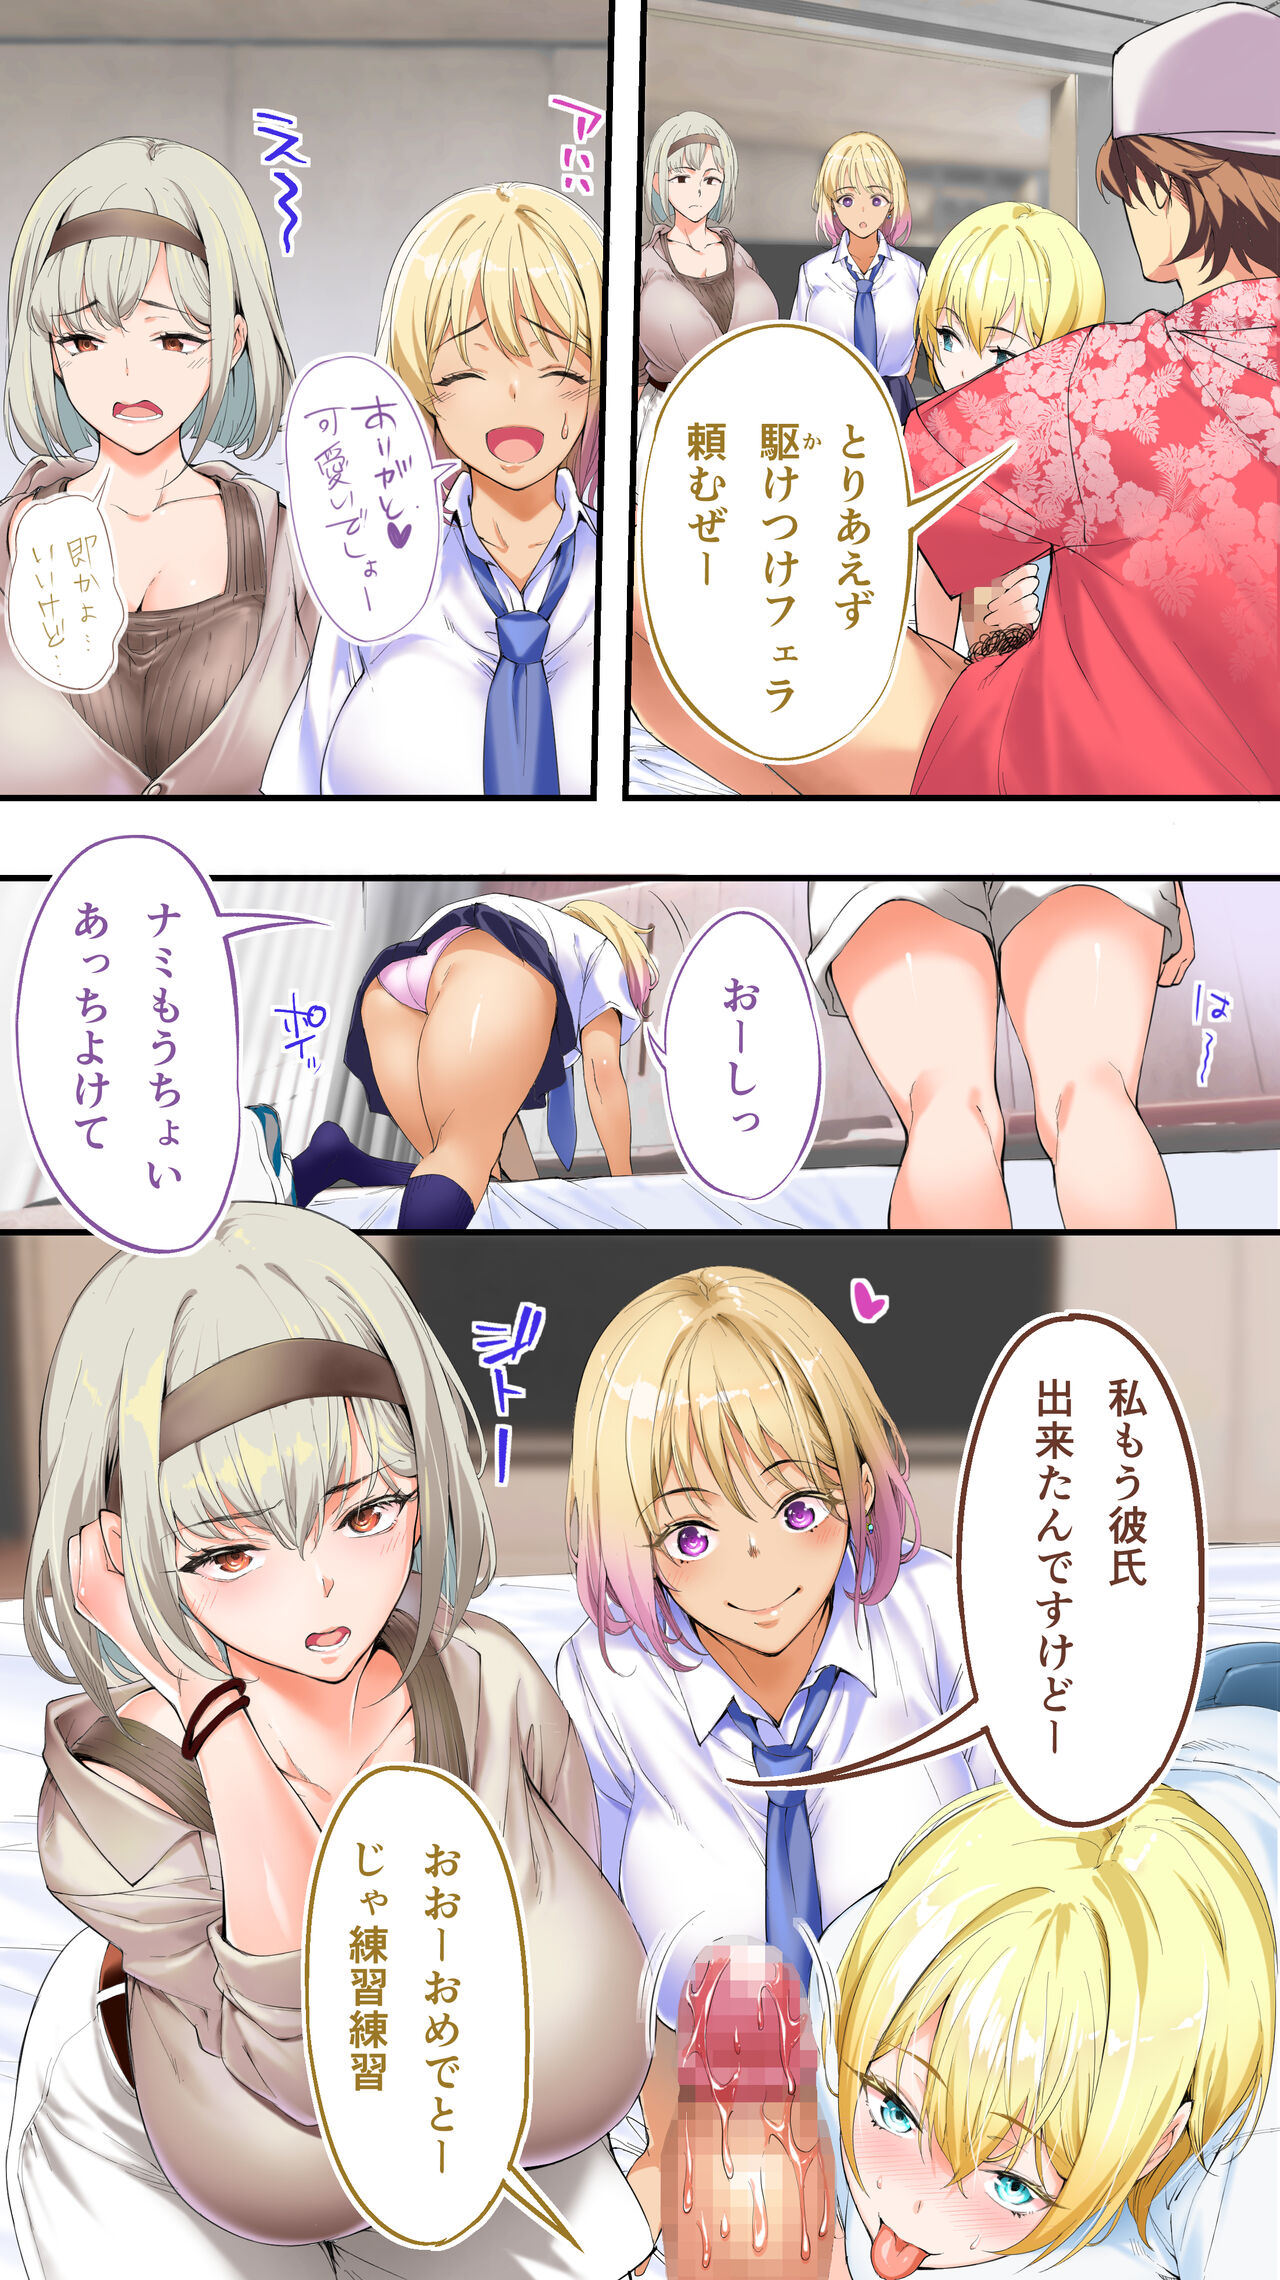 とりあえず
駆けつけフェラ
か
頼むぜー
アハハ
ありがと♥
可愛いでしょー
えー
即かよ…
いいけど…
は〜
おーしっ
ポイッ
ナミもうちょい
あっちよけて
私もう彼氏
出来たんですけどー
ジトー
おおーおめでとー
じゃ練習練習